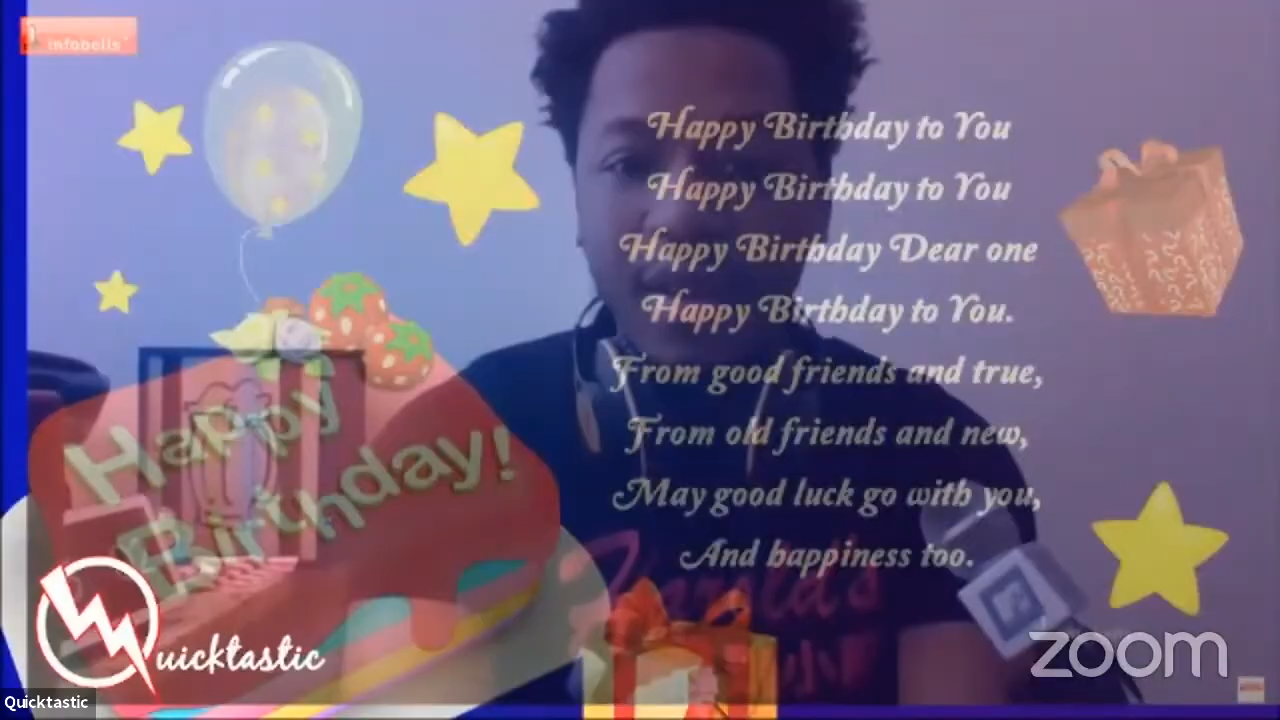 infobells
Happy Birthday to You
Happy Birthday to You
Happy Birthday Dear one
Happy Birthday to You.
From good friends and true,
From old friends and new,
May good luck go with you,
And happiness too.
Happy
Birthday!
Quicktastic
zoom
Quicktastic